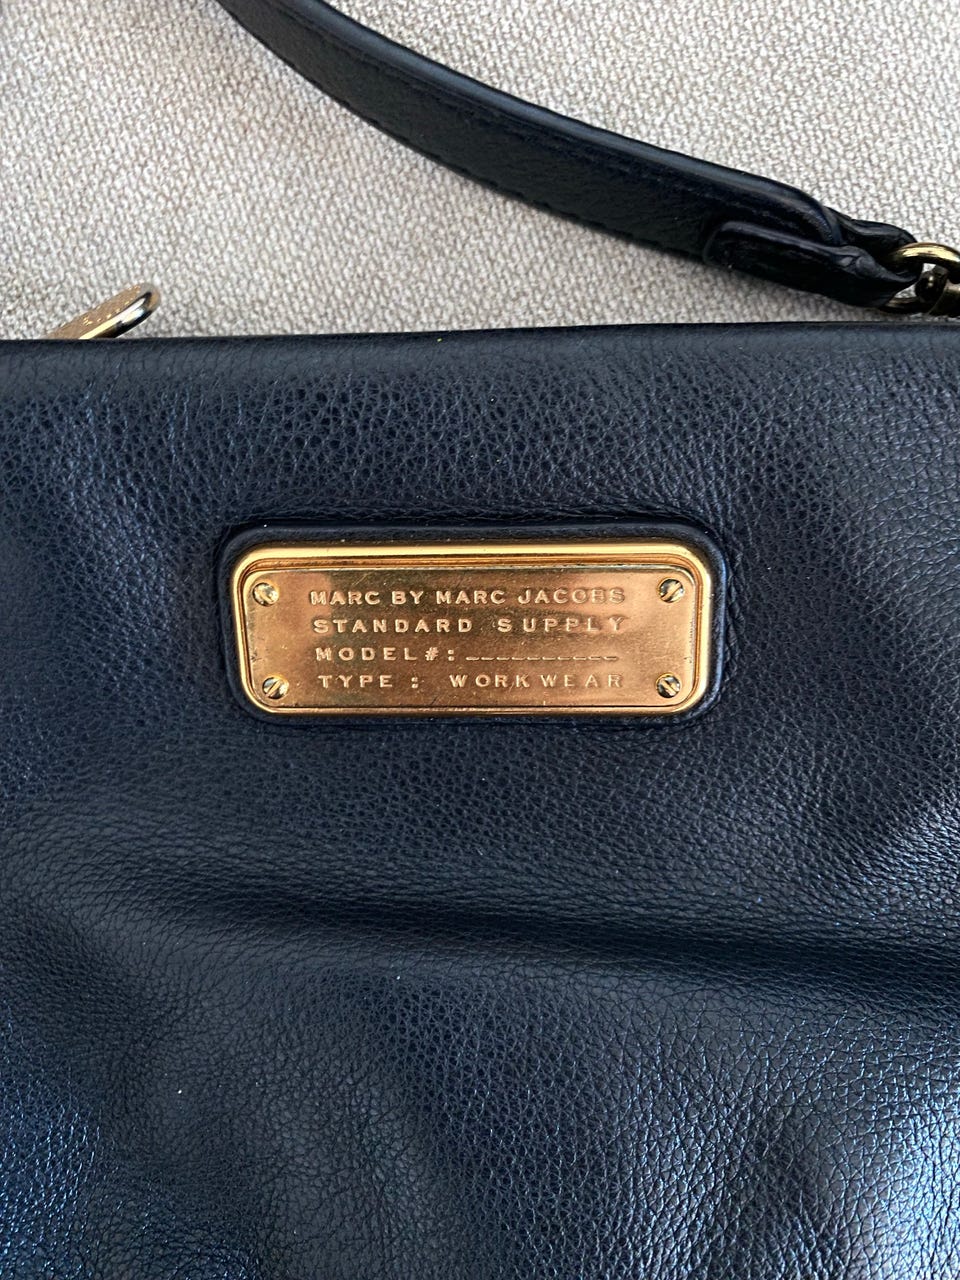 MARC BY MARC JACOBS
STANDARD SUPPLY
MODEL#:__________
TYPE: WORKWEAR